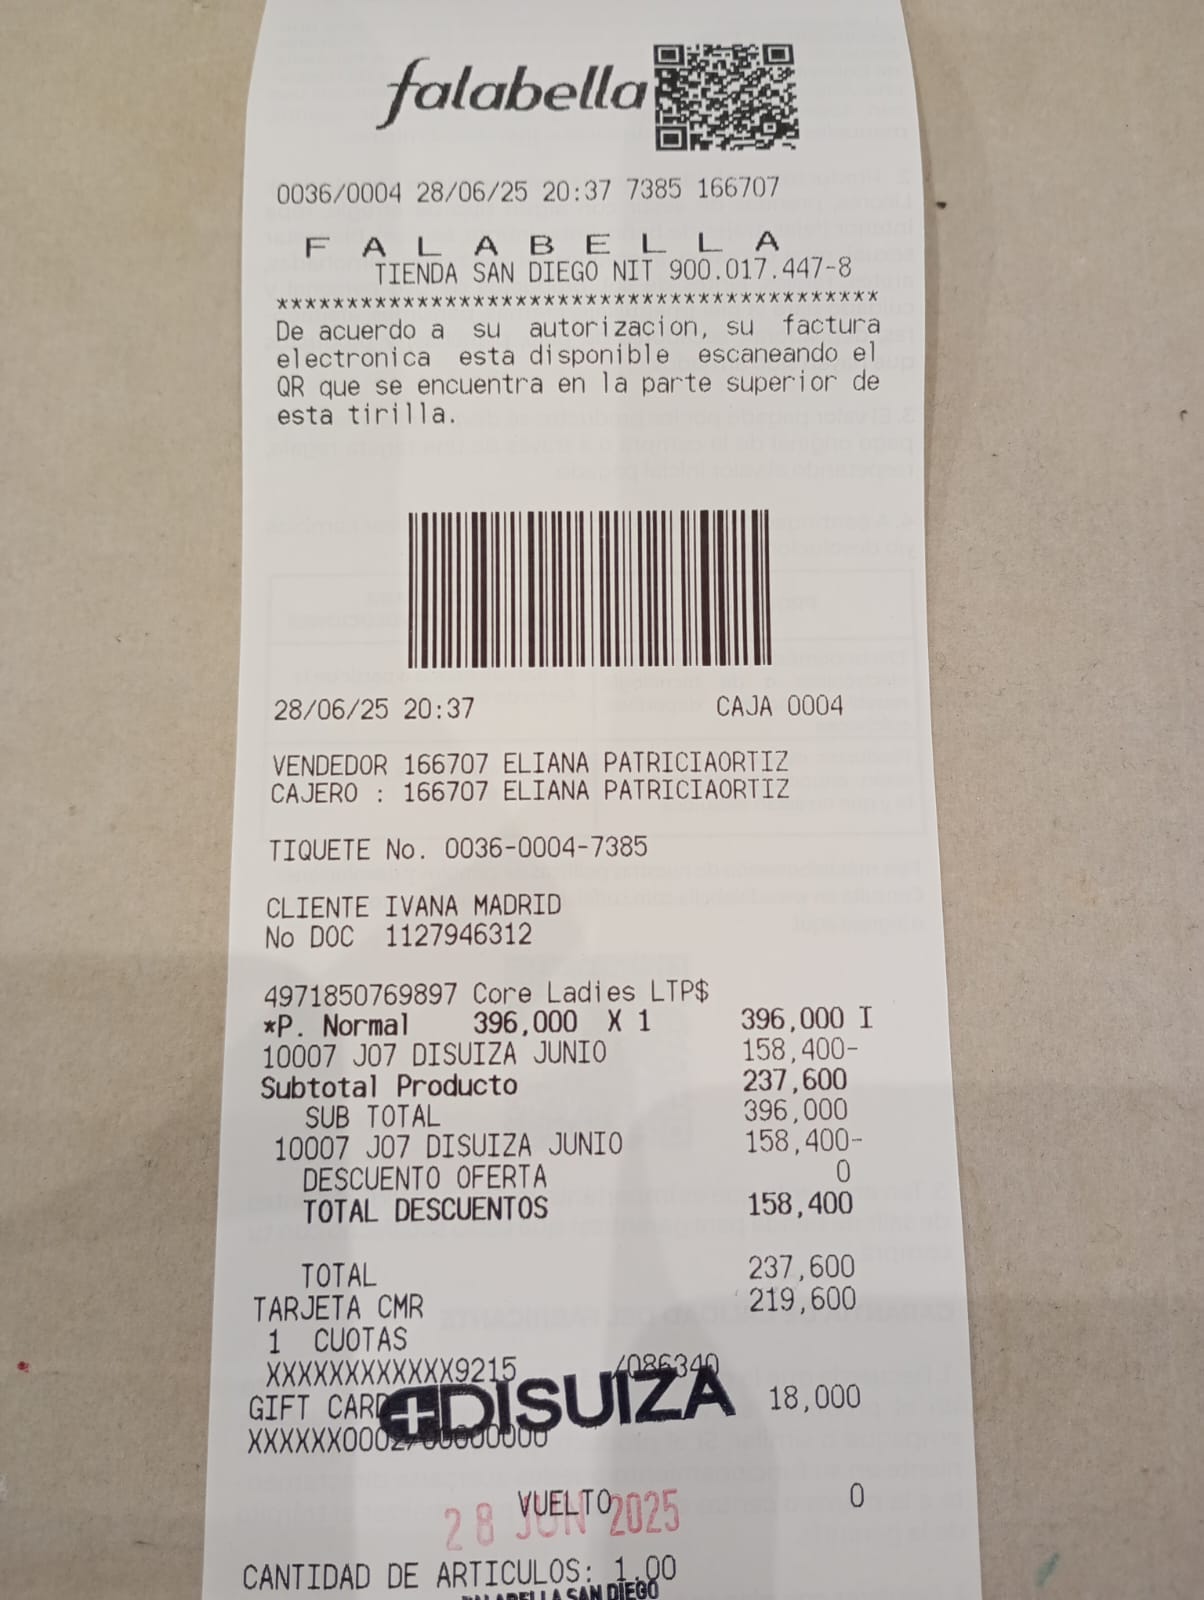 falabella
0036/0004 28/06/25 20:37 7385 166707
F A L A B E L L A
TIENDA SAN DIEGO NIT 900.017.447-8
*******************************************
De acuerdo a su autorizacion, su factura
electronica esta disponible escaneando el
QR que se encuentra en la parte superior de
esta tirilla.
28/06/25 20:37 CAJA 0004
VENDEDOR 166707 ELIANA PATRICIAORTIZ
CAJERO : 166707 ELIANA PATRICIAORTIZ
TIQUETE No. 0036-0004-7385
CLIENTE IVANA MADRID
No DOC 1127946312
4971850769897 Core Ladies LTP$
*P. Normal 396,000 X 1 396,000 I
10007 J07 DISUIZA JUNIO 158,400-
Subtotal Producto 237,600
SUB TOTAL 396,000
10007 J07 DISUIZA JUNIO 158,400-
DESCUENTO OFERTA 0
TOTAL DESCUENTOS 158,400
TOTAL 237,600
TARJETA CMR 219,600
1 CUOTAS
XXXXXXXXXXXX9215 /086340
GIFT CARD 18,000
DISUIZA
VUELTO 0
28 JUN 2025
CANTIDAD DE ARTICULOS: 1.00
FALABELLA SAN DIEGO